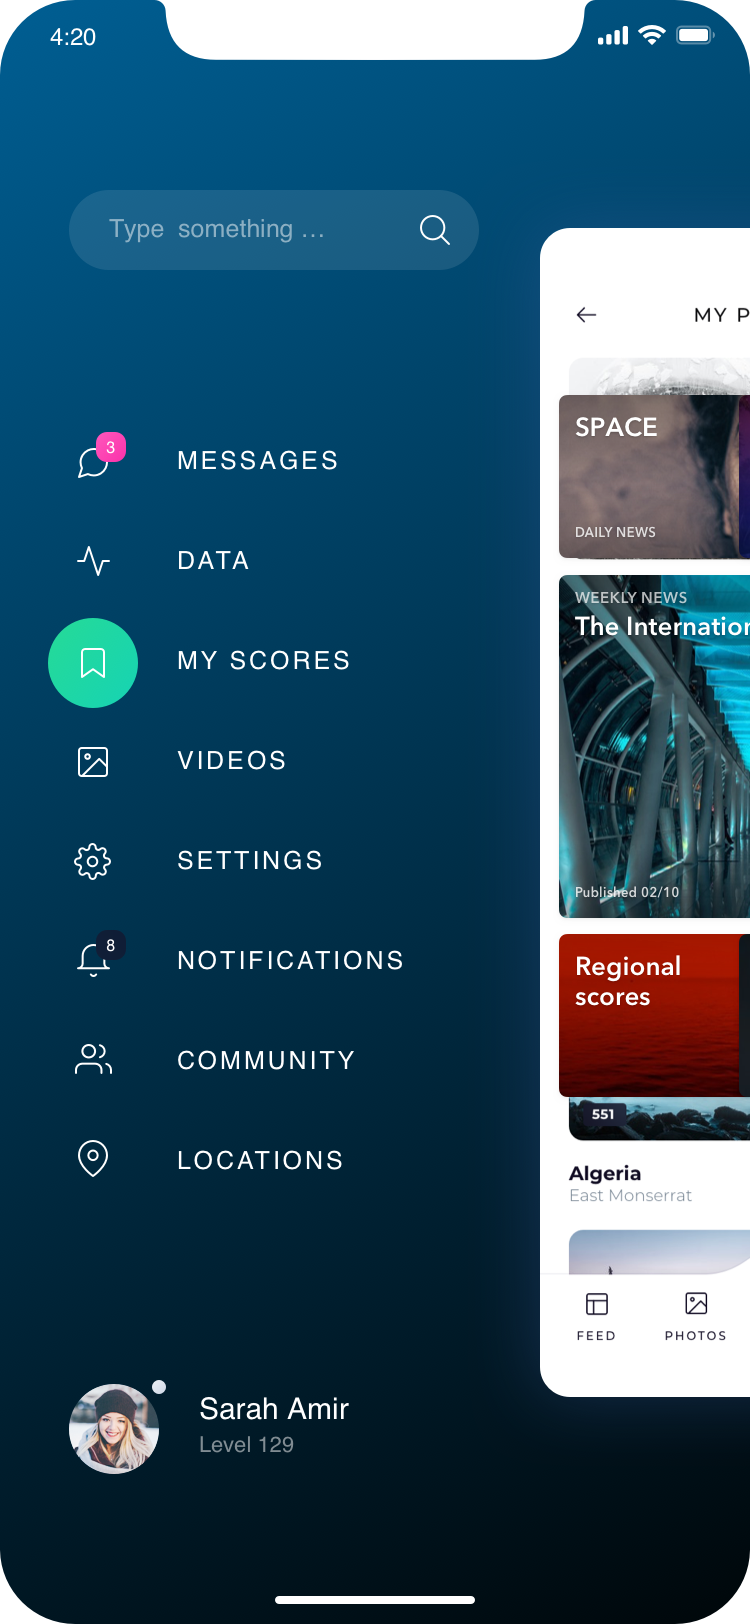 4:20
Type something ...
MY P
SPACE
DAILY NEWS
3
MESSAGES
DATA
MY SCORES
VIDEOS
SETTINGS
8
NOTIFICATIONS
COMMUNITY
LOCATIONS
WEEKLY NEWS
The Internation
Published 02/10
Regional
scores
551
Algeria
East Monserrat
FEED
PHOTOS
Sarah Amir
Level 129